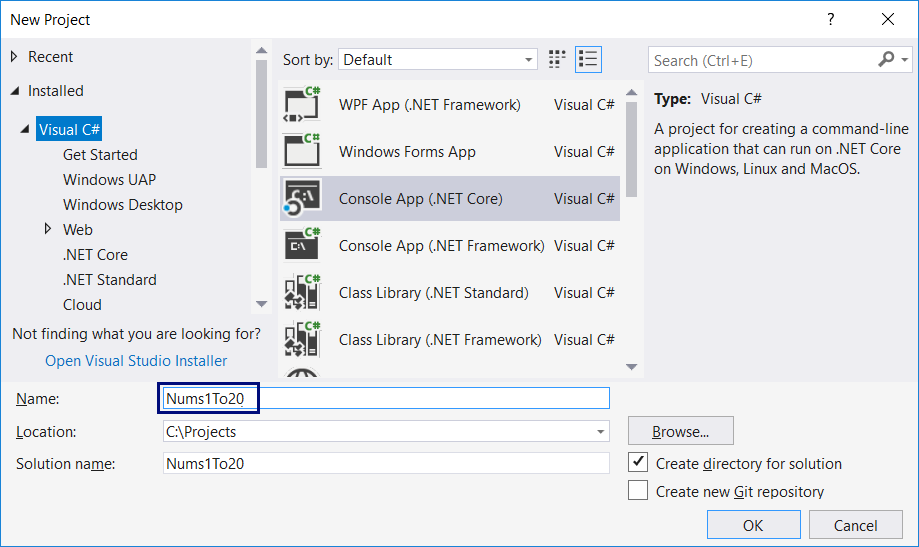 New Project
?
Recent
Installed
Visual C#
Get Started
Windows UAP
Windows Desktop
Web
.NET Core
.NET Standard
Cloud
Not finding what you are looking for?
Open Visual Studio Installer
Sort by: Default
C# WPF App (.NET Framework) Visual C#
C# Windows Forms App Visual C#
C:\ Console App (.NET Core) Visual C#
C# C:\ Console App (.NET Framework) Visual C#
C# Class Library (.NET Standard) Visual C#
C# Class Library (.NET Framework) Visual C#
Search (Ctrl+E)
Type: Visual C#
A project for creating a command-line
application that can run on .NET Core
on Windows, Linux and MacOS.
Name: Nums1To20
Location: C:\Projects
Browse...
Solution name: Nums1To20
Create directory for solution
Create new Git repository
OK
Cancel